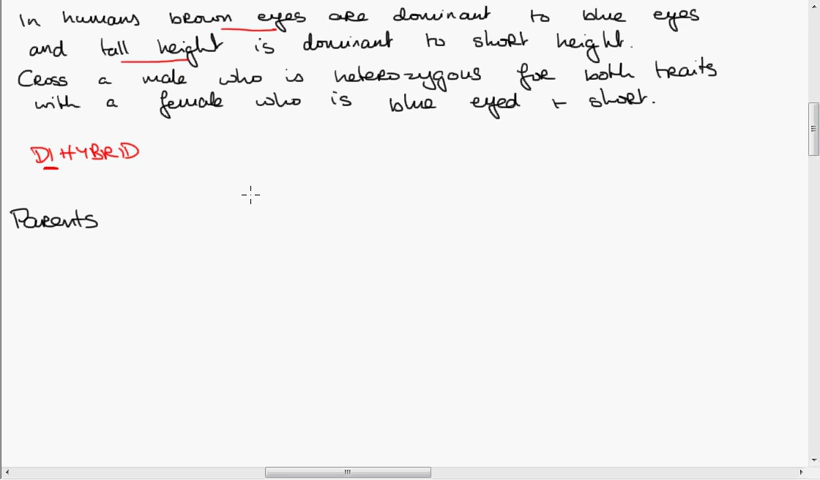 In humans brown eyes are dominant to blue eyes
and tall height is dominant to short height.
Cross a male who is heterozygous for both traits
with a female who is blue eyed + short.
DIHYBRID
Parents